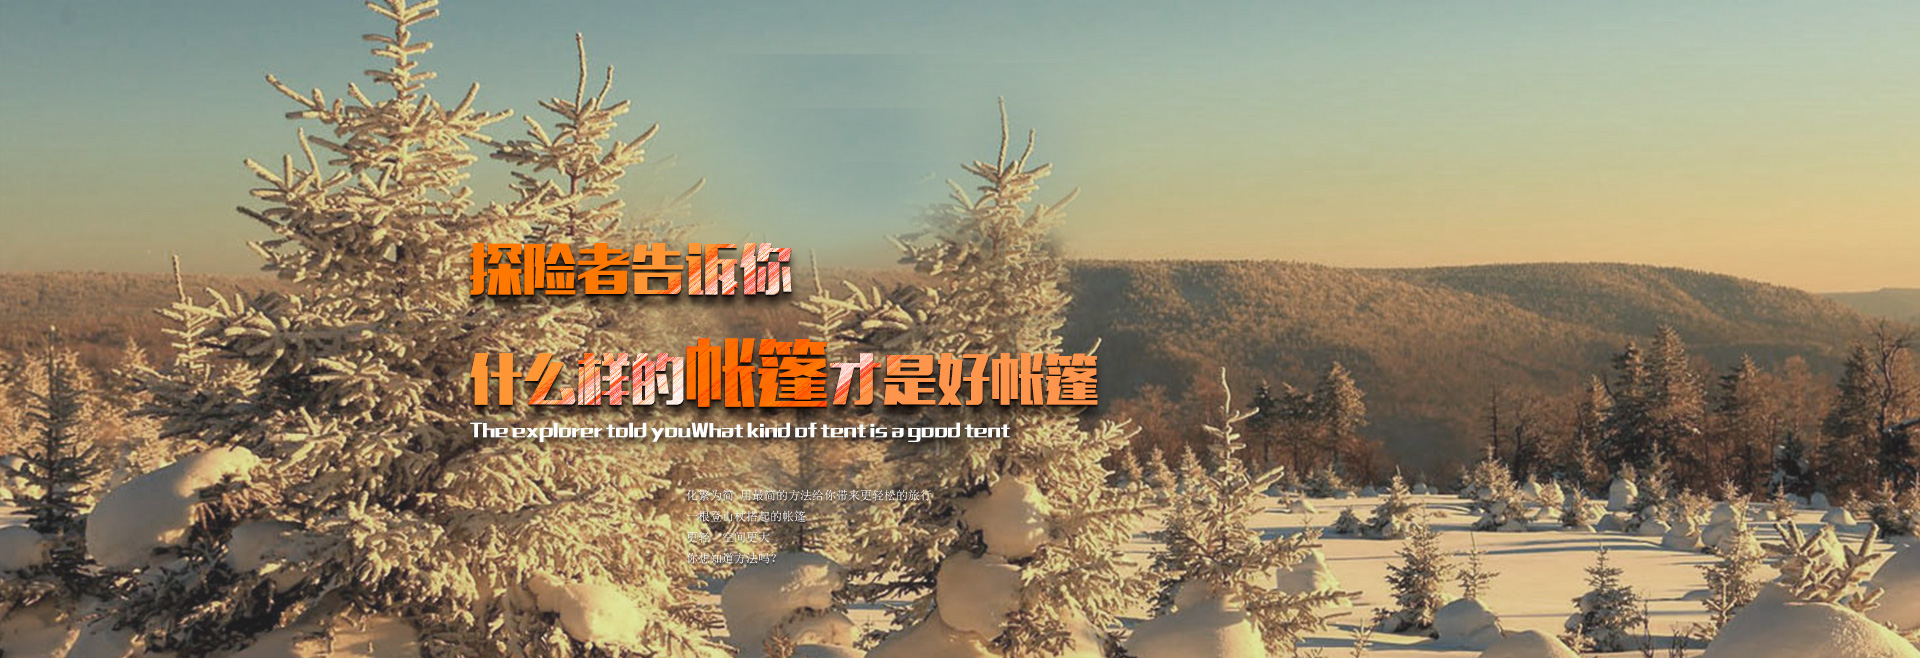 探险者告诉你
什么样的帐篷才是好帐篷
The explorer told youWhat kind of tent is a good tent
化繁为简 用最简的方法给你带来更轻松的旅行
一根登山杖搭起的帐篷
更轻 空间更大
你想知道方法吗?